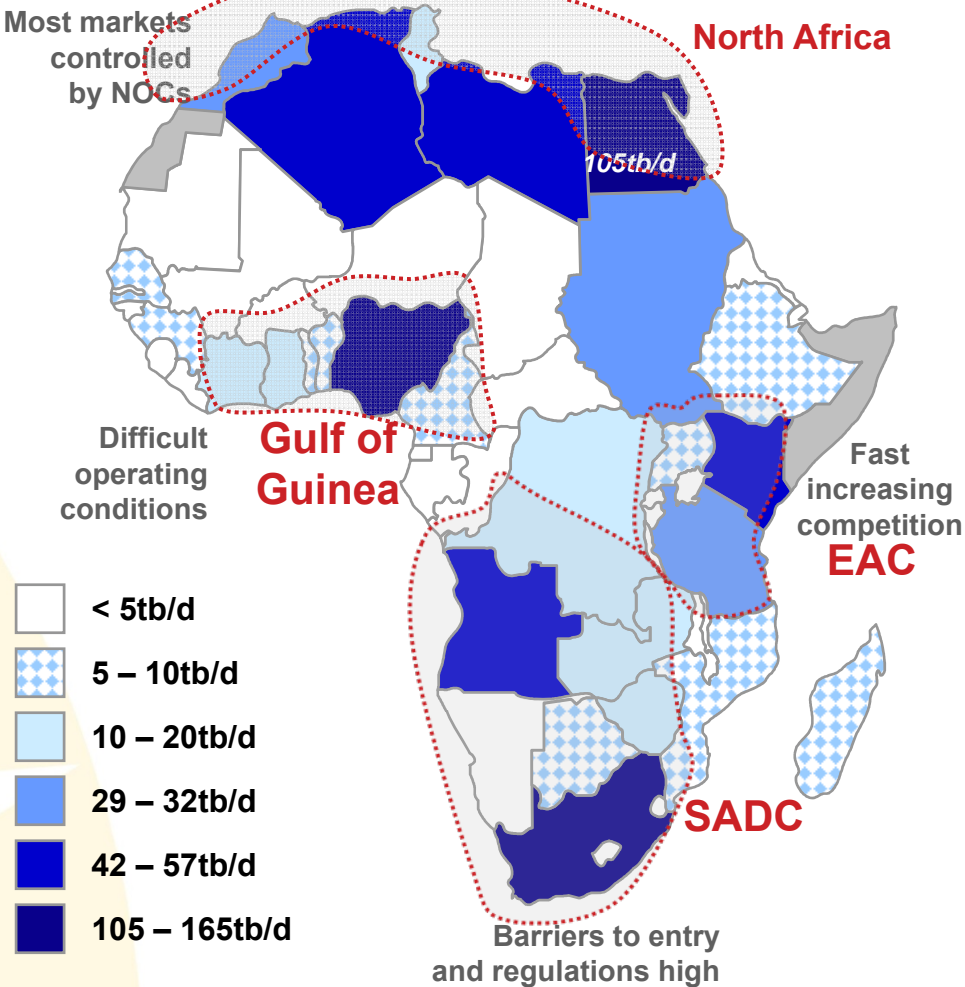 Most markets
controlled
by NOCs
North Africa
105tb/d
Difficult
operating
conditions
Gulf of
Guinea
Fast
increasing
competition
EAC
< 5tb/d
5 – 10tb/d
10 – 20tb/d
29 – 32tb/d
42 – 57tb/d
105 – 165tb/d
SADC
Barriers to entry
and regulations high